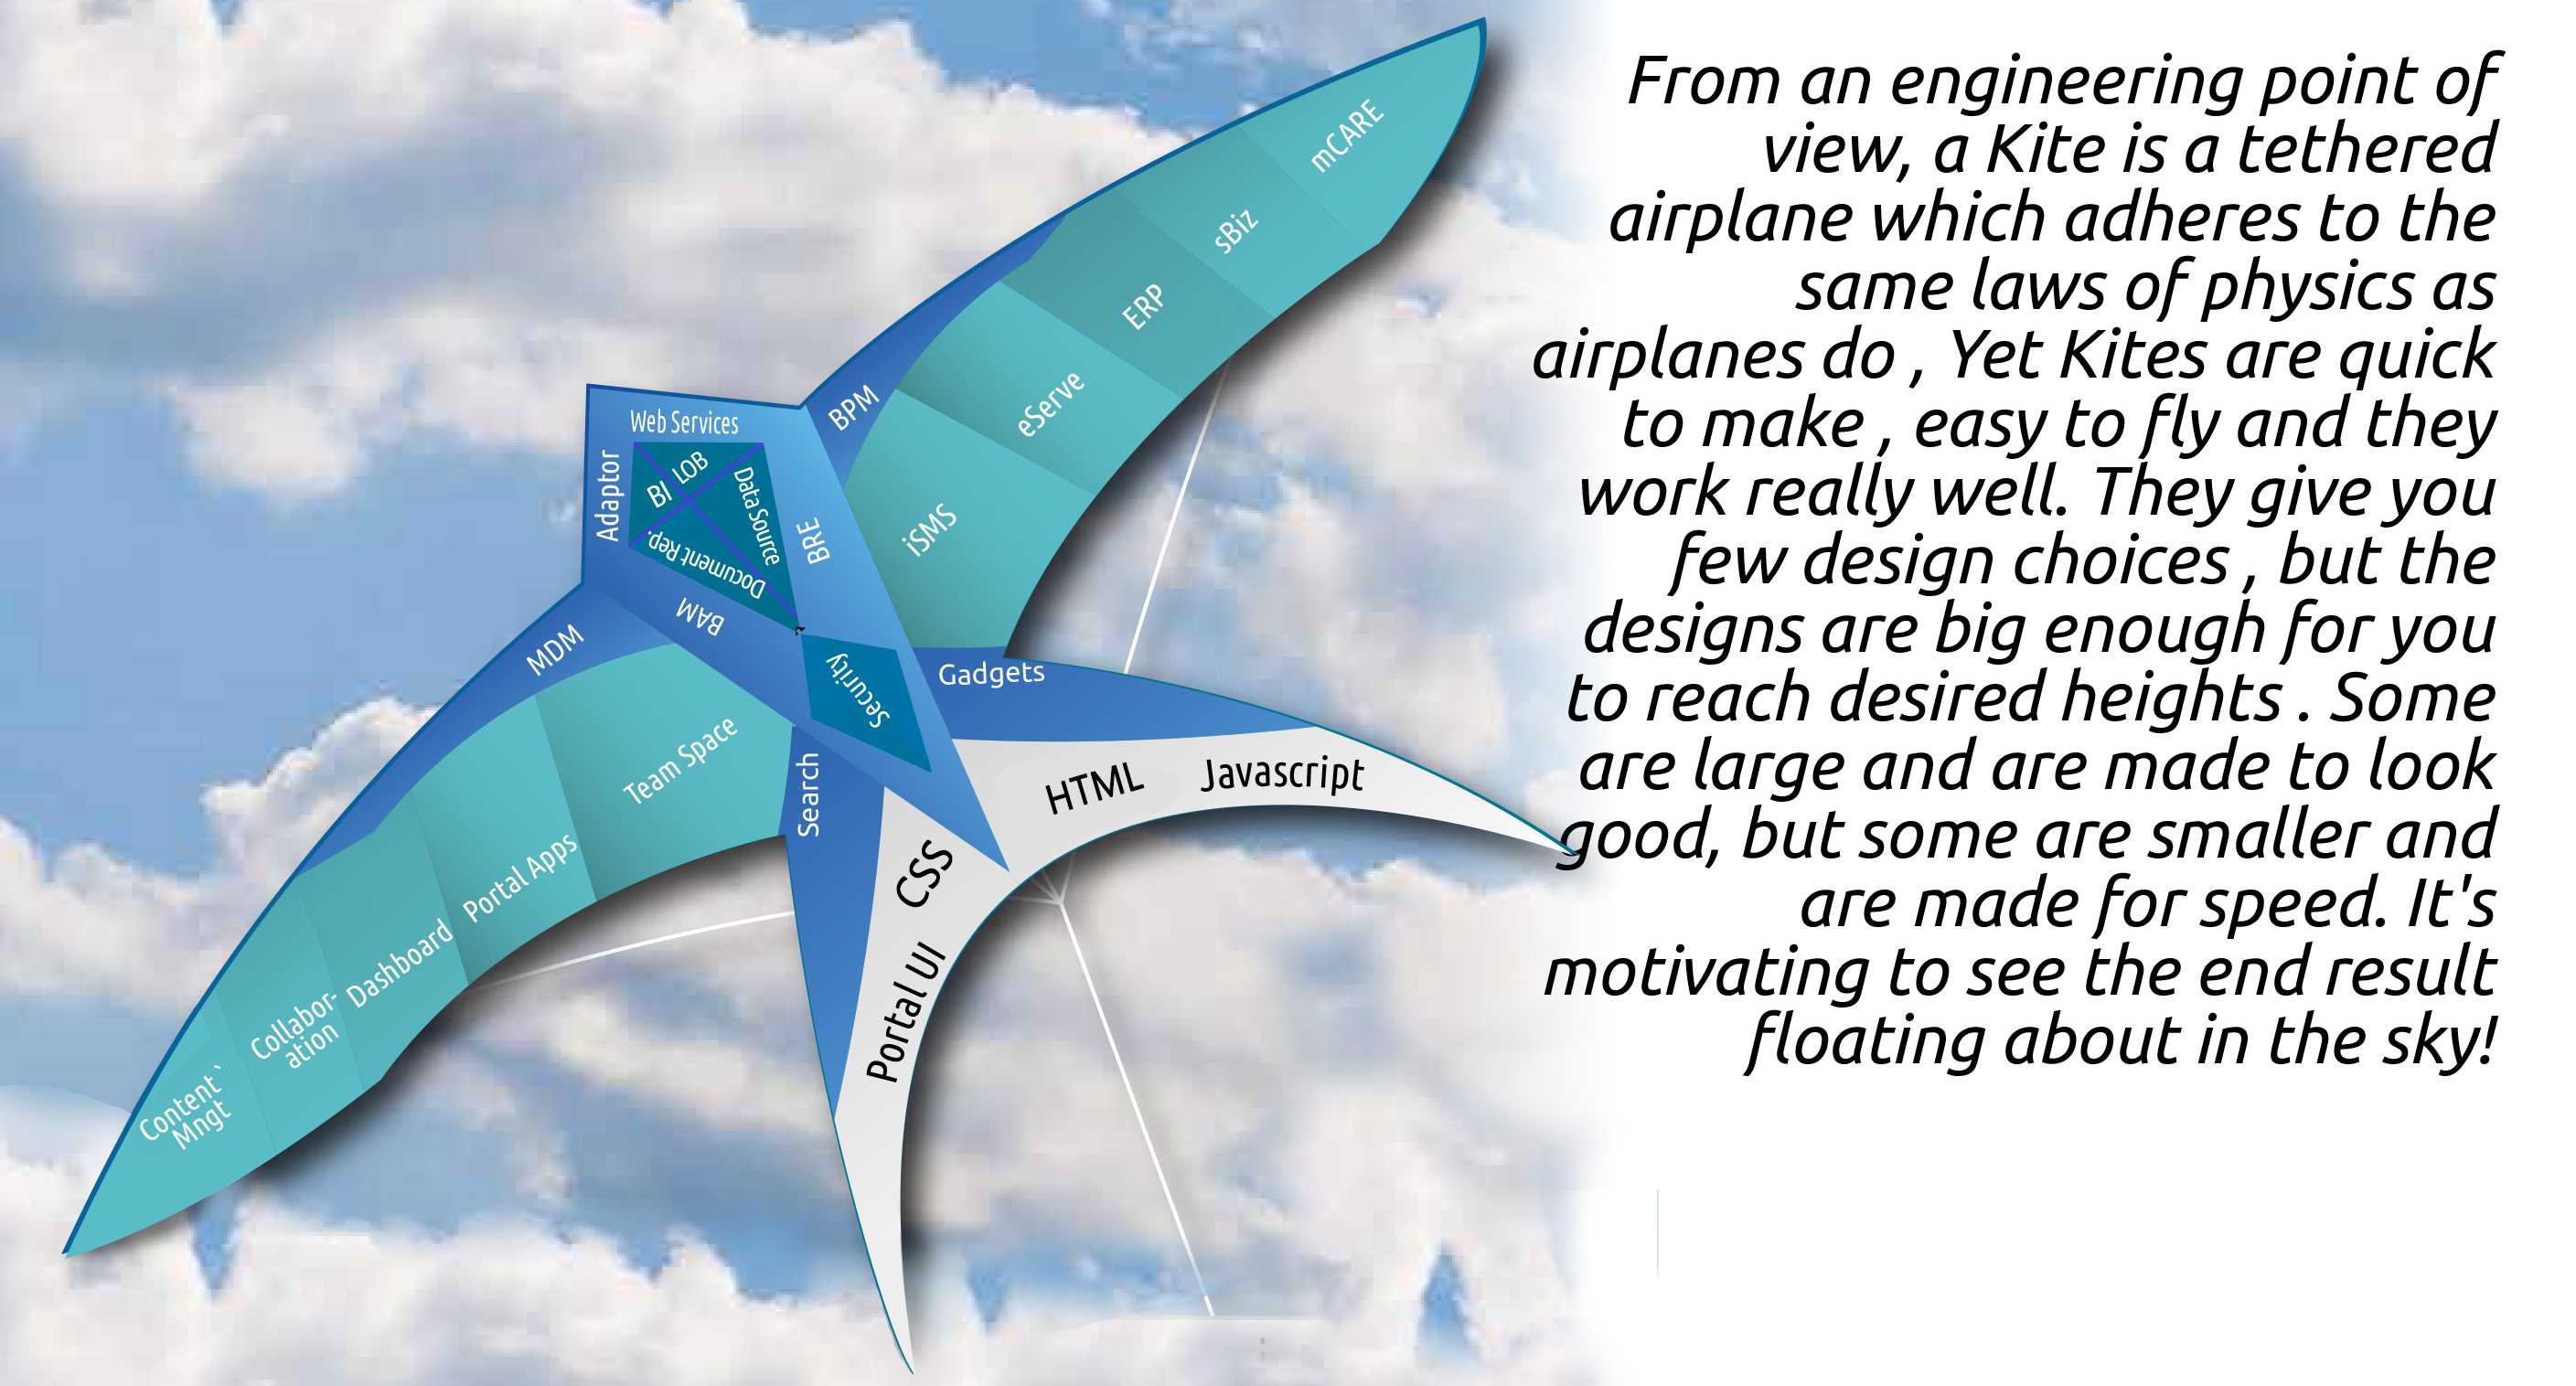 From an engineering point of
view, a Kite is a tethered
airplane which adheres to the
same laws of physics as
airplanes do , Yet Kites are quick
to make , easy to fly and they
work really well. They give you
few design choices , but the
designs are big enough for you
to reach desired heights . Some
are large and are made to look
good, but some are smaller and
are made for speed. It's
motivating to see the end result
floating about in the sky!
mCARE
sBiz
ERP
eServe
iSMS
BPM
Web Services
Adaptor
BI
LOB
Data Source
Document Rep.
BRE
BAM
Security
MDM
Team Space
Portal Apps
Dashboard
Collabor-
ation
Content `
Mngt
Search
Gadgets
HTML
Javascript
CSS
Portal UI